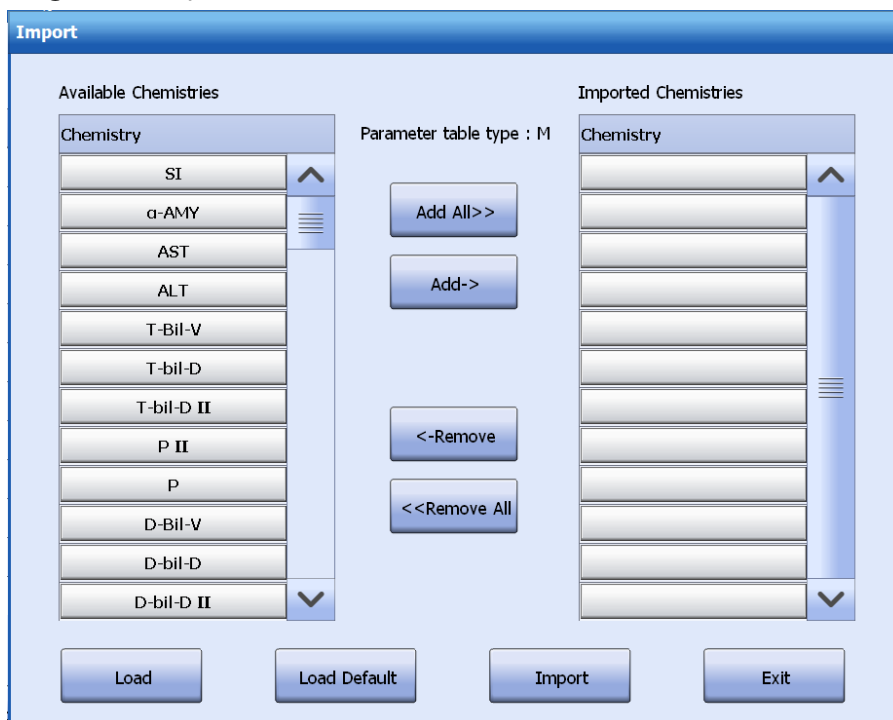 Import
Available Chemistries
Imported Chemistries
Chemistry
Parameter table type : M
Chemistry
SI
α-AMY
AST
ALT
T-Bil-V
T-bil-D
T-bil-D II
P II
P
D-Bil-V
D-bil-D
D-bil-D II
Add All>>
Add->
<-Remove
<<Remove All
Load
Load Default
Import
Exit